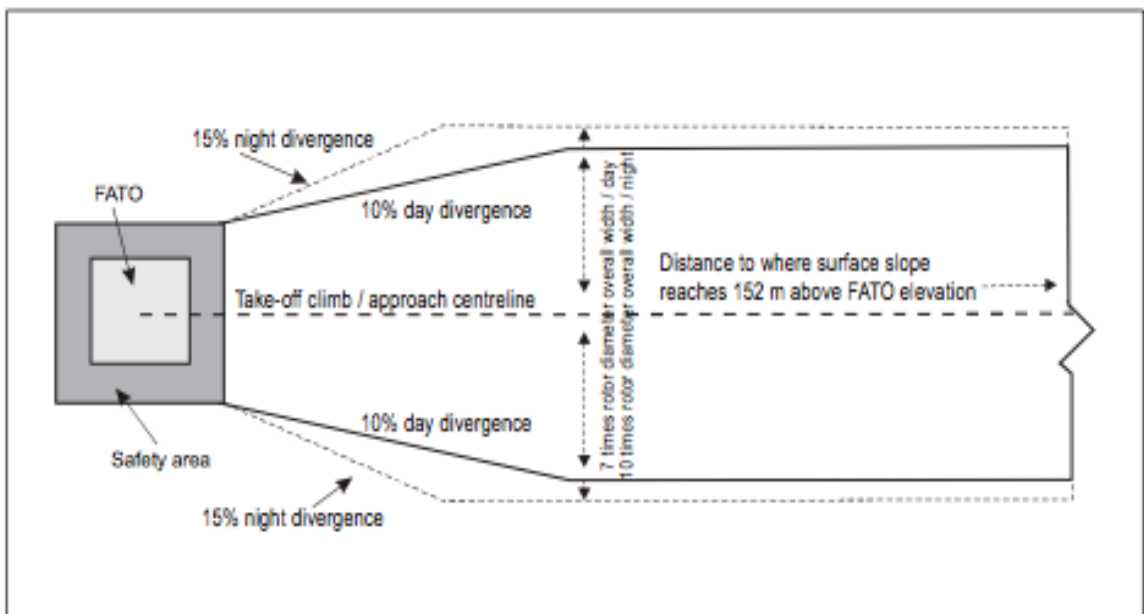 15% night divergence
FATO
10% day divergence
7 times rotor diameter overall width / day
10 times rotor diameter overall width / night
Distance to where surface slope
reaches 152 m above FATO elevation
Take-off climb / approach centreline
10% day divergence
Safety area
15% night divergence